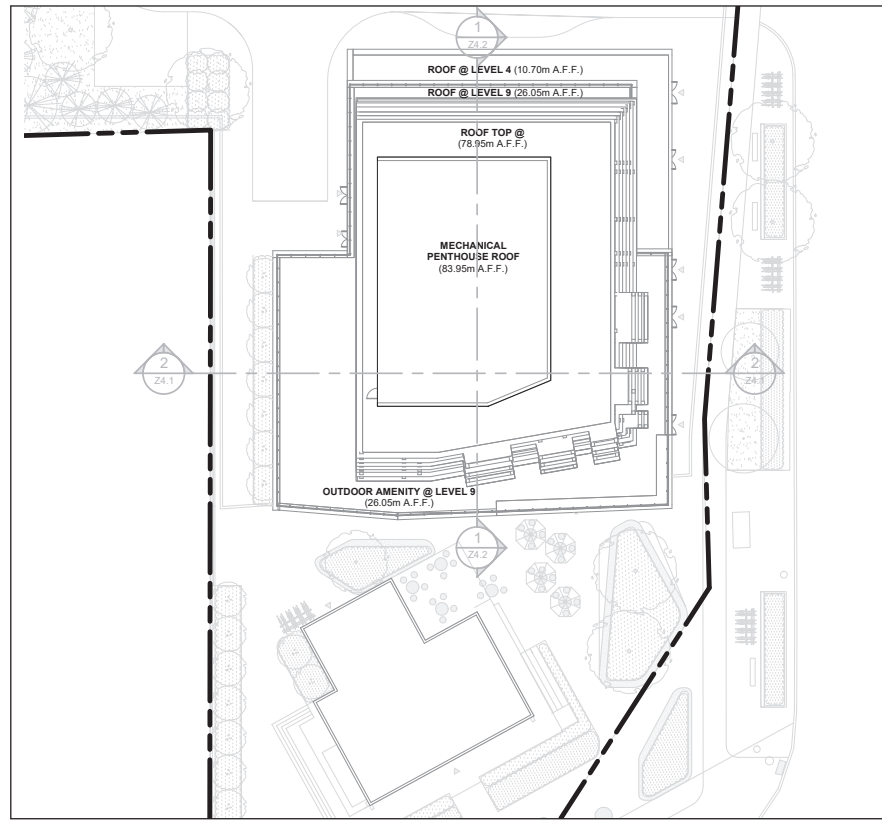 1
Z4.2
ROOF @ LEVEL 4 (10.70m A.F.F.)
ROOF @ LEVEL 9 (26.05m A.F.F.)
ROOF TOP @
(78.95m A.F.F.)
MECHANICAL
PENTHOUSE ROOF
(83.95m A.F.F.)
2
Z4.1
2
Z4.1
OUTDOOR AMENITY @ LEVEL 9
(26.05m A.F.F.)
1
Z4.2